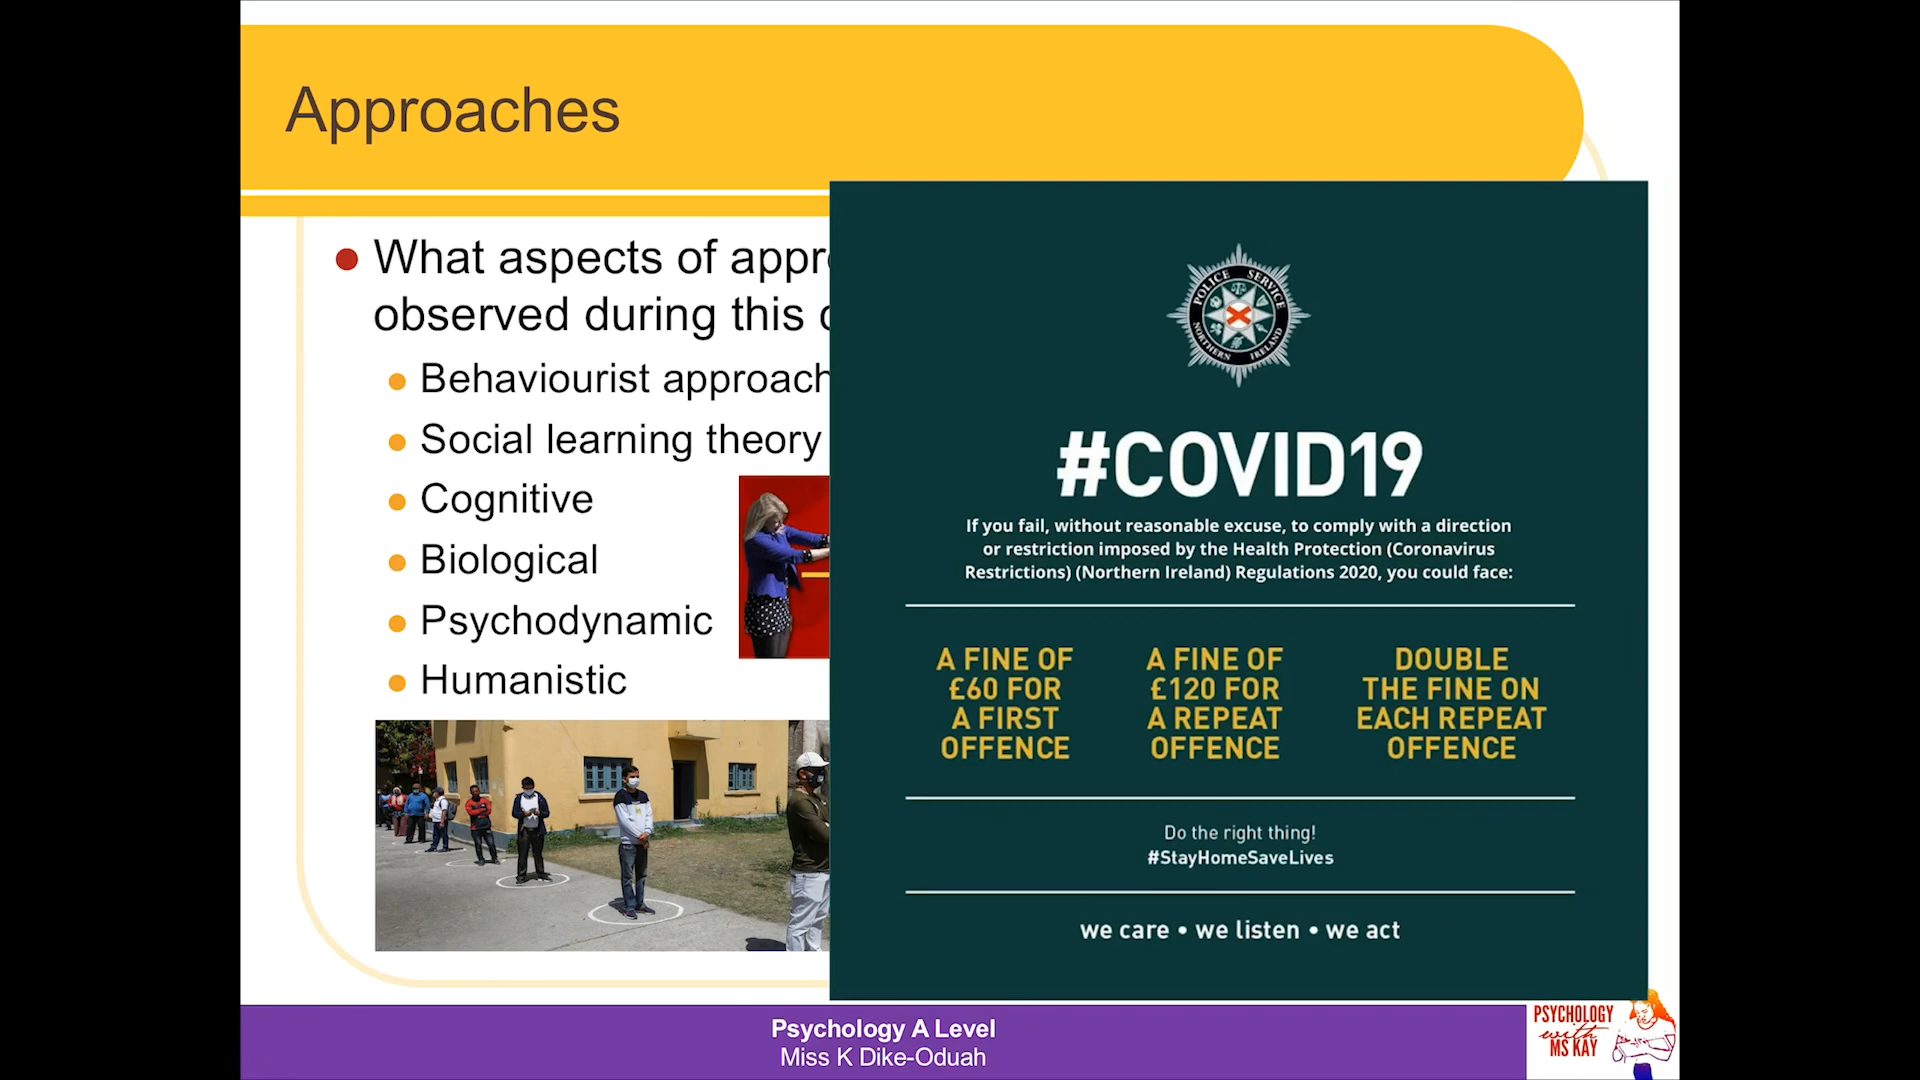 Approaches
What aspects of appr
observed during this
Behaviourist approach
Social learning theory
Cognitive
Biological
Psychodynamic
Humanistic
POLICE SERVICE
NORTHERN IRELAND
#COVID19
If you fail, without reasonable excuse, to comply with a direction
or restriction imposed by the Health Protection (Coronavirus
Restrictions) (Northern Ireland) Regulations 2020, you could face:
A FINE OF
£60 FOR
A FIRST
OFFENCE
A FINE OF
£120 FOR
A REPEAT
OFFENCE
DOUBLE
THE FINE ON
EACH REPEAT
OFFENCE
Do the right thing!
#StayHomeSaveLives
we care • we listen • we act
Psychology A Level
Miss K Dike-Oduah
PSYCHOLOGY
with
MS KAY